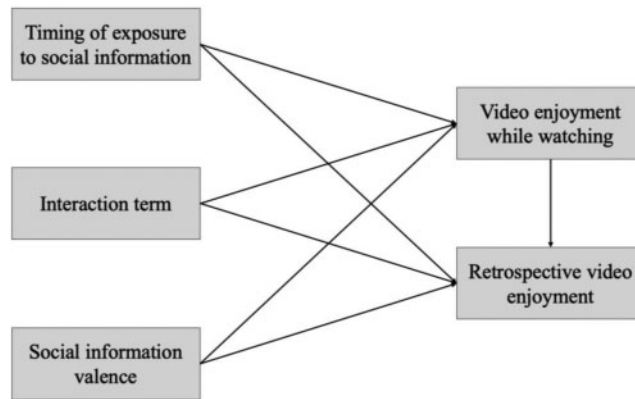 Timing of exposure
to social information
Video enjoyment
while watching
Interaction term
Retrospective video
enjoyment
Social information
valence